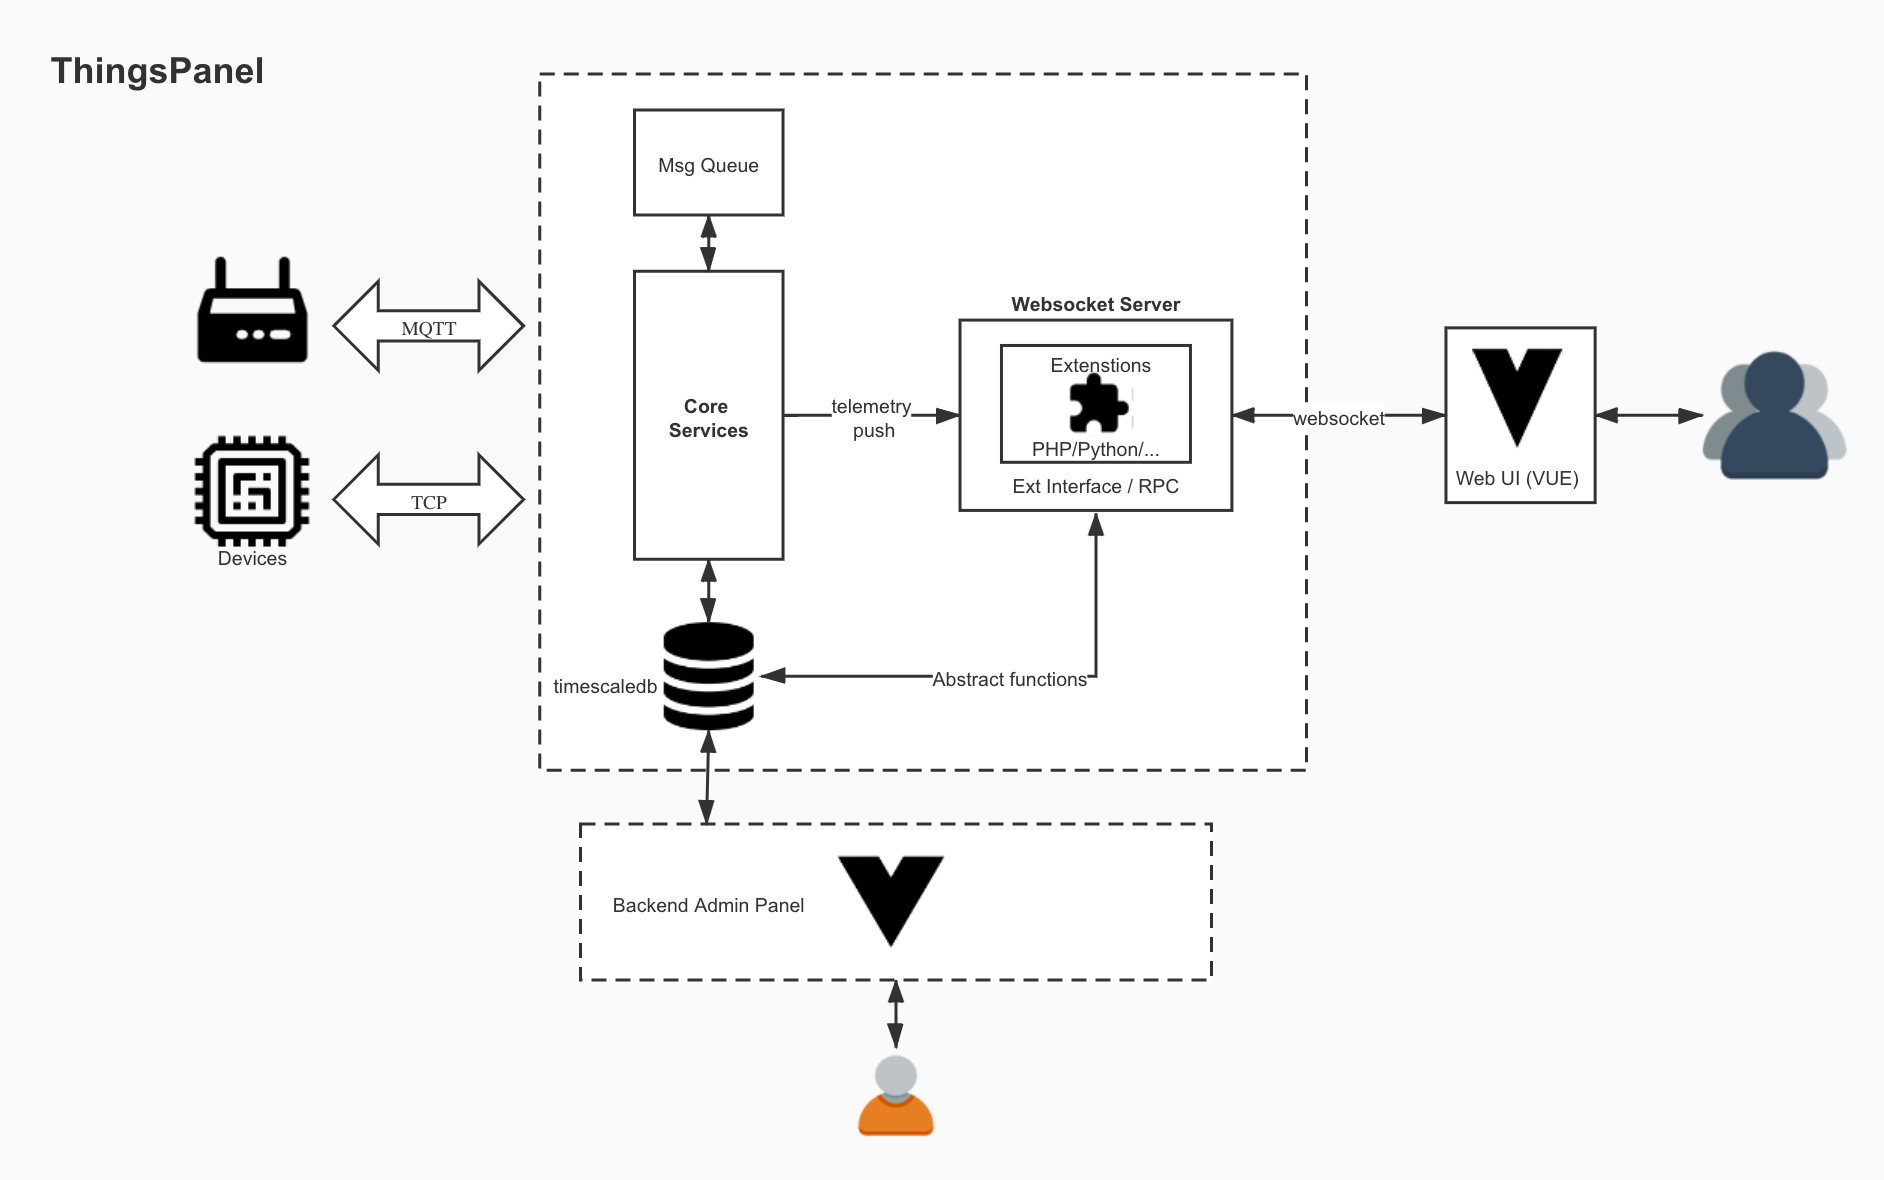 ThingsPanel
Msg Queue
MQTT
TCP
Devices
Core
Services
telemetry
push
Websocket Server
Extenstions
PHP/Python/...
Ext Interface / RPC
websocket
Web UI (VUE)
timescaledb
Abstract functions
Backend Admin Panel